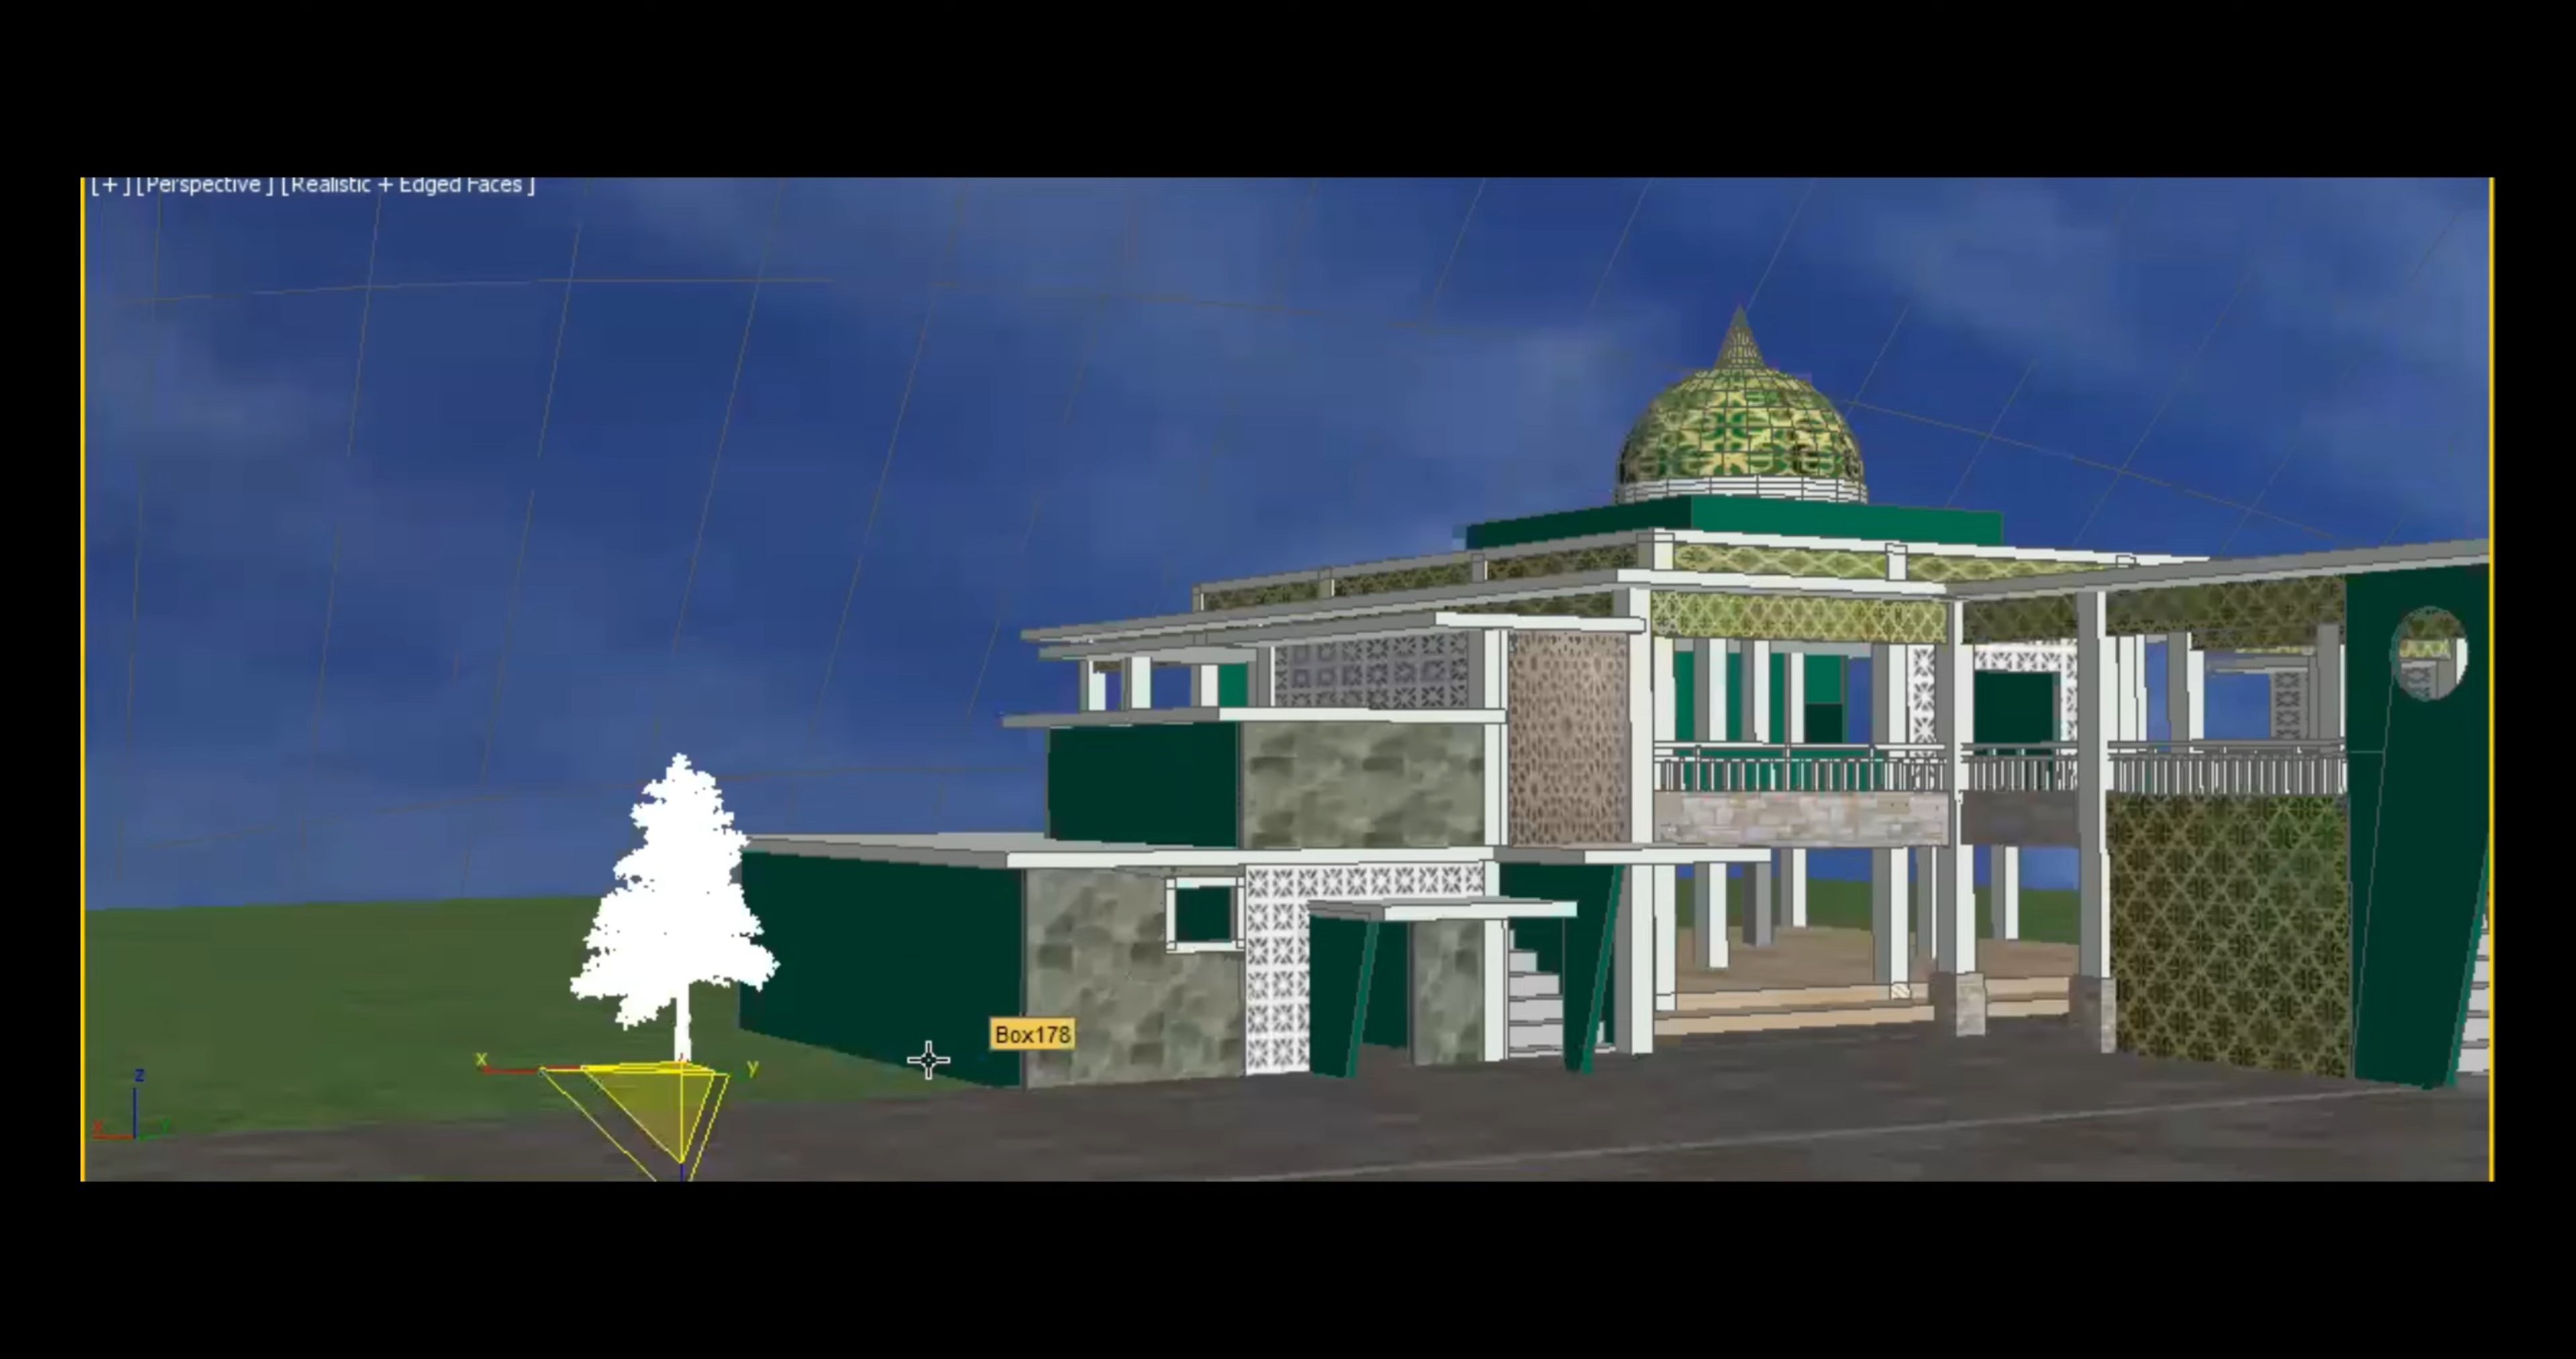 [ + ] [Perspective ] [Realistic + Edged Faces ]
Box178
x
y
z
x
y